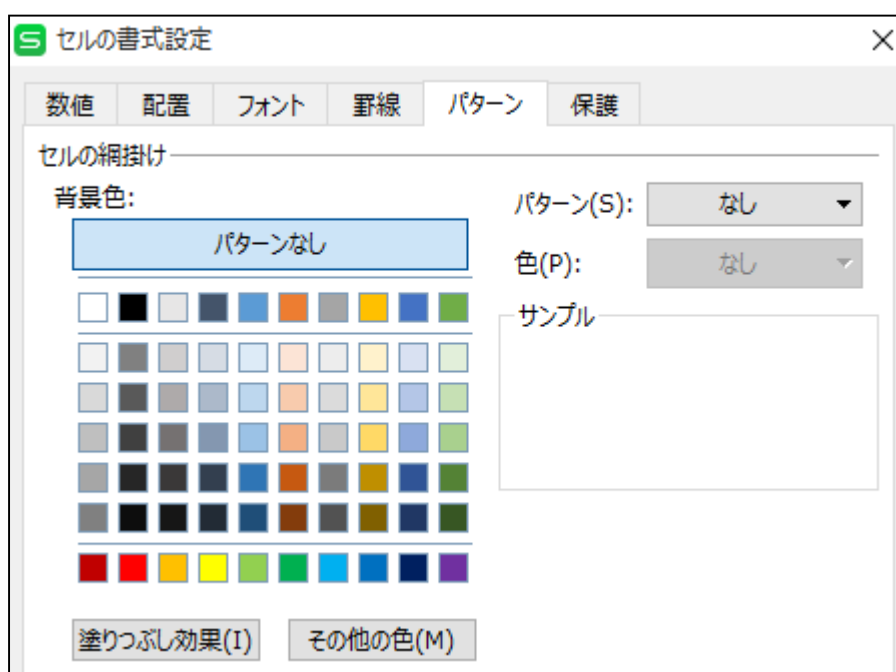 S セルの書式設定
数値 配置 フォント 罫線 パターン 保護
セルの網掛け
背景色:
パターンなし
パターン(S): なし
色(P): なし
サンプル
塗りつぶし効果(I) その他の色(M)